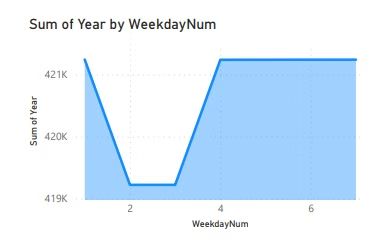 Sum of Year by WeekdayNum
421K
420K
419K
Sum of Year
2 4 6
WeekdayNum